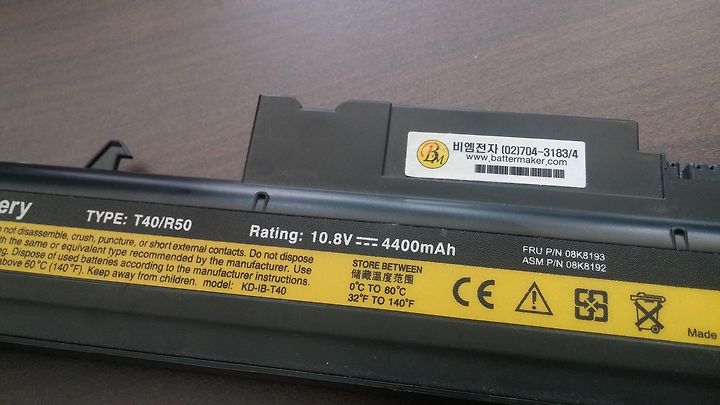 BM
비엠전자 (02)704-3183/4
www.battermaker.com
ery
TYPE: T40/R50
Rating: 10.8V 4400mAh
FRU P/N 08K8193
ASM P/N 08K8192
not disassemble, crush, puncture, or short external contacts. Do not dispose
with the same or equivalent type recommended by the manufacturer. Use
Dispose of used batteries according to the manufacturer instructions.
above 60°C (140°F). Keep away from children. model: KD-IB-T40
STORE BETWEEN
儲藏溫度范圍
0°C TO 60°C
32°F TO 140°F
CE
Made